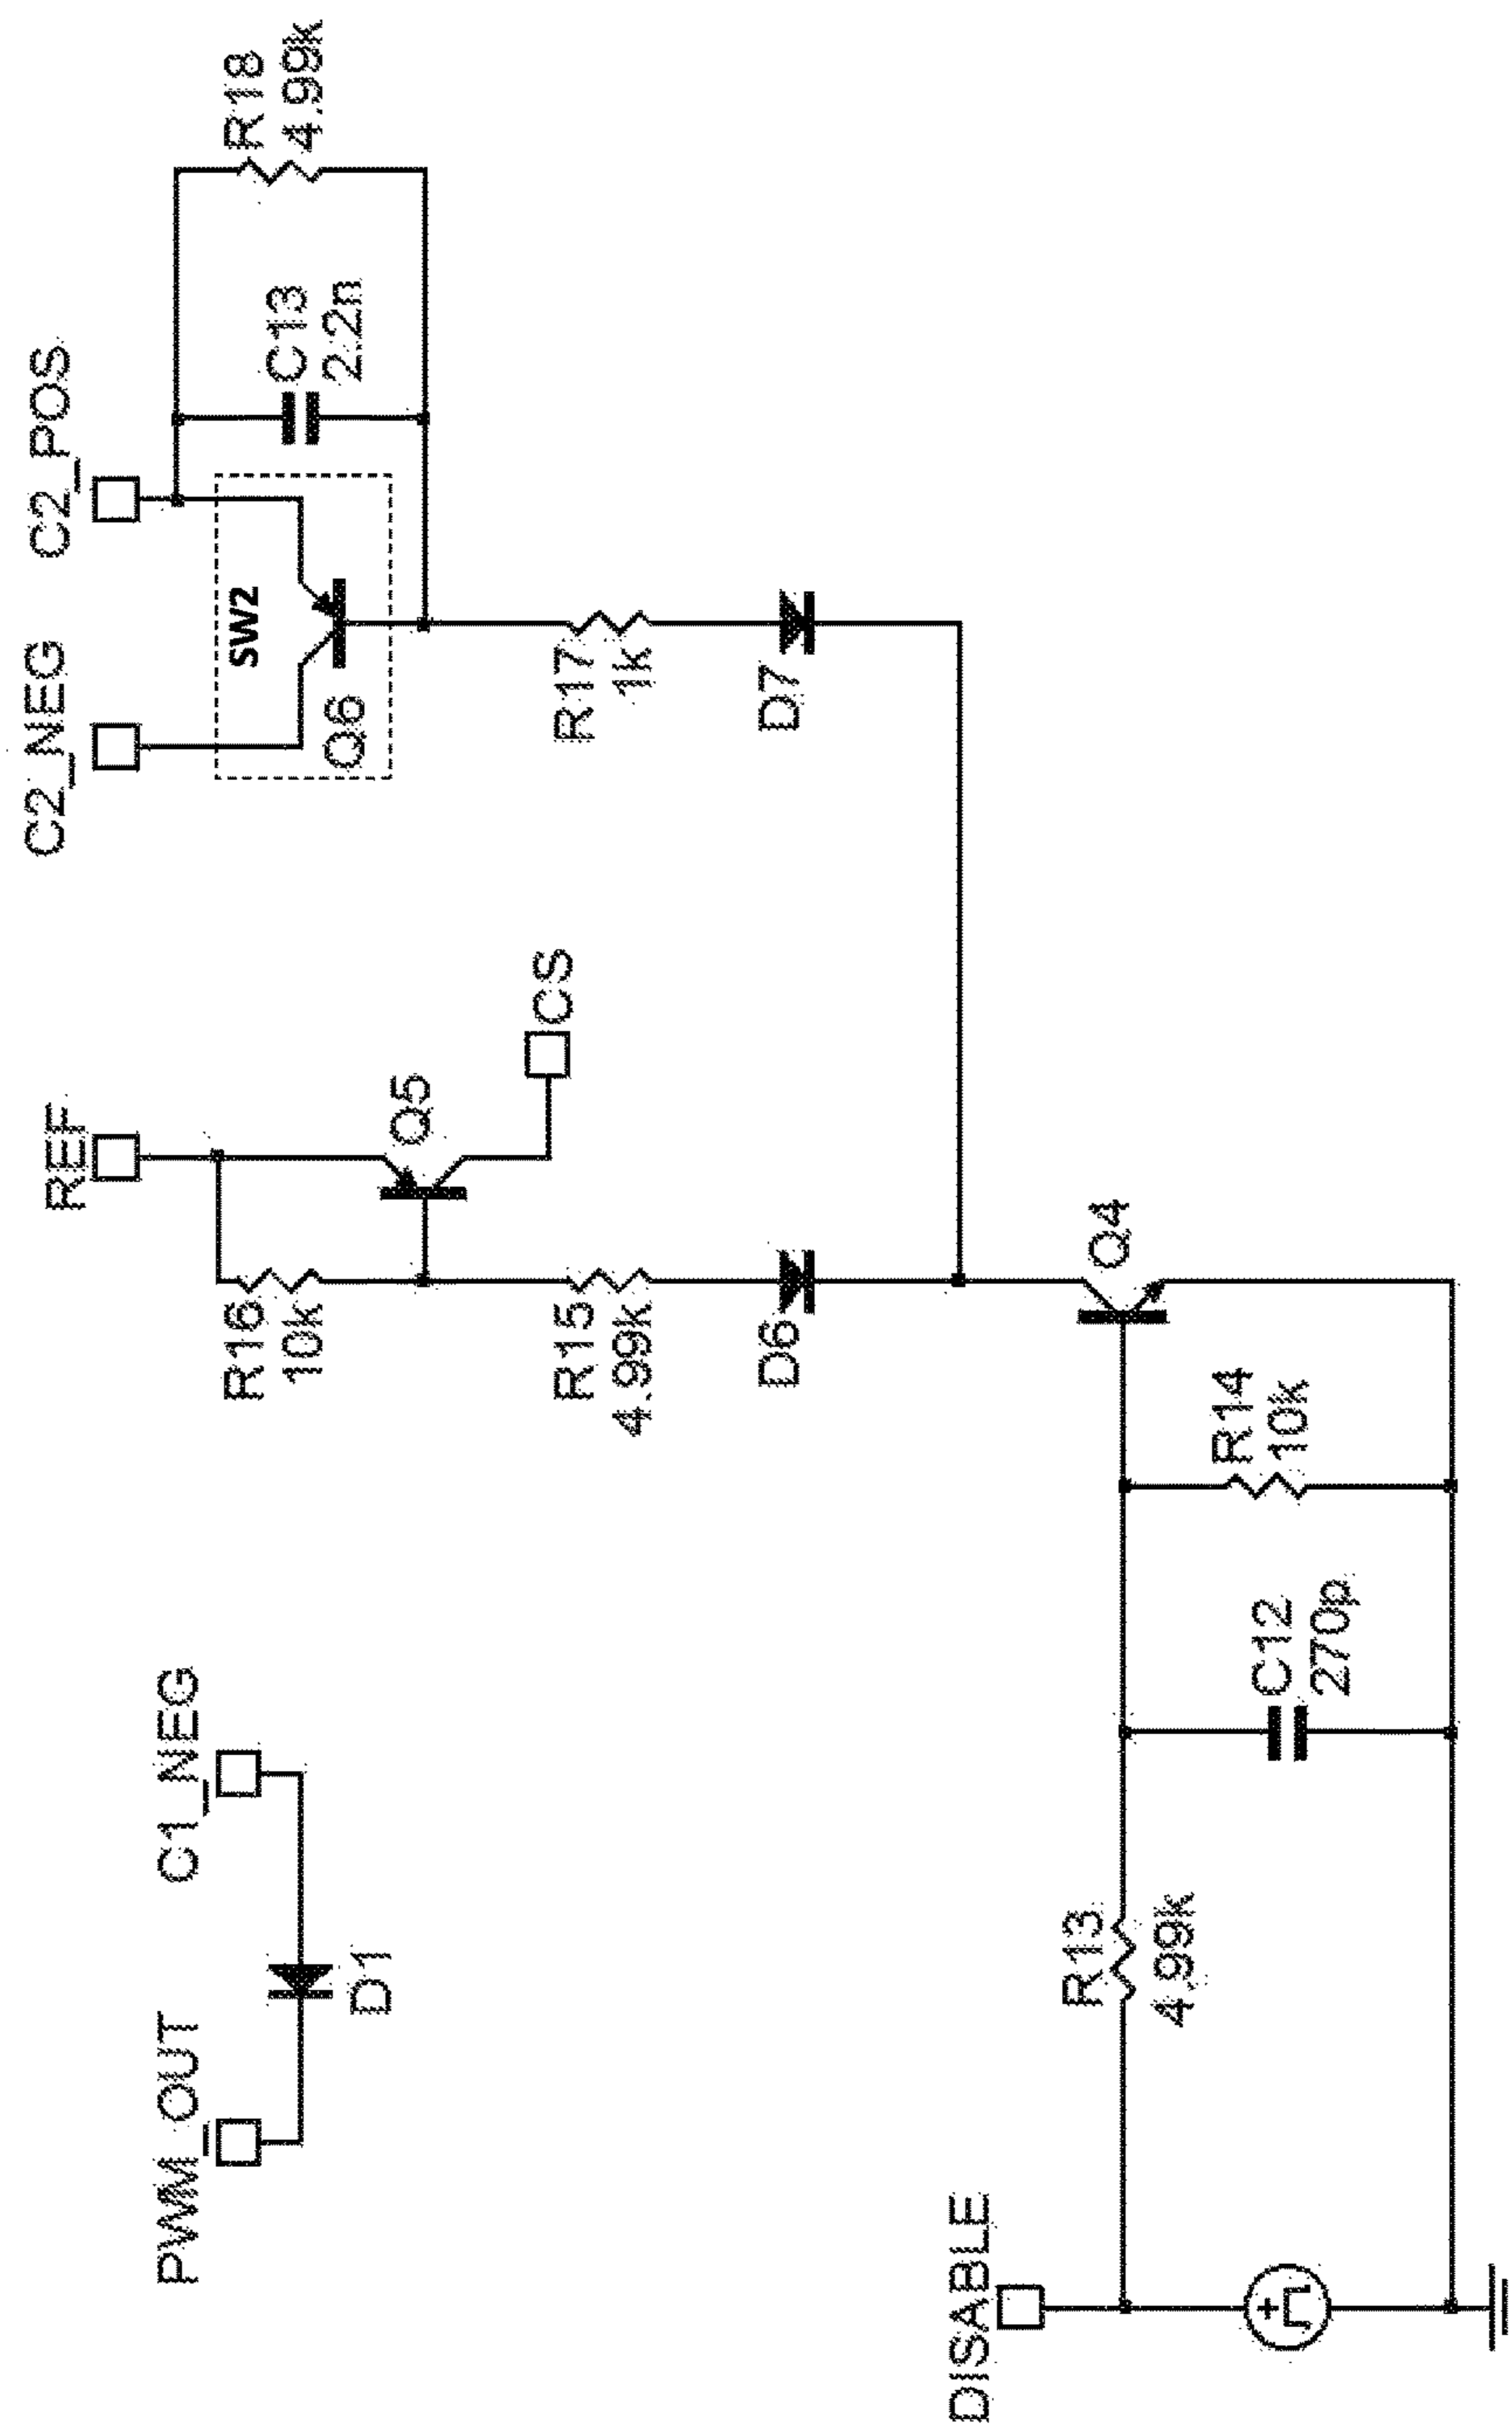 PWM_OUT
C1_NEG
D1
REF
C2_NEG
C2_POS
R16
10k
Q5
CS
SW2
Q6
C13
2.2n
R18
4.99k
R15
4.99k
R17
1k
D6
D7
DISABLE
R13
4.99k
C12
270p
R14
10k
Q4
+